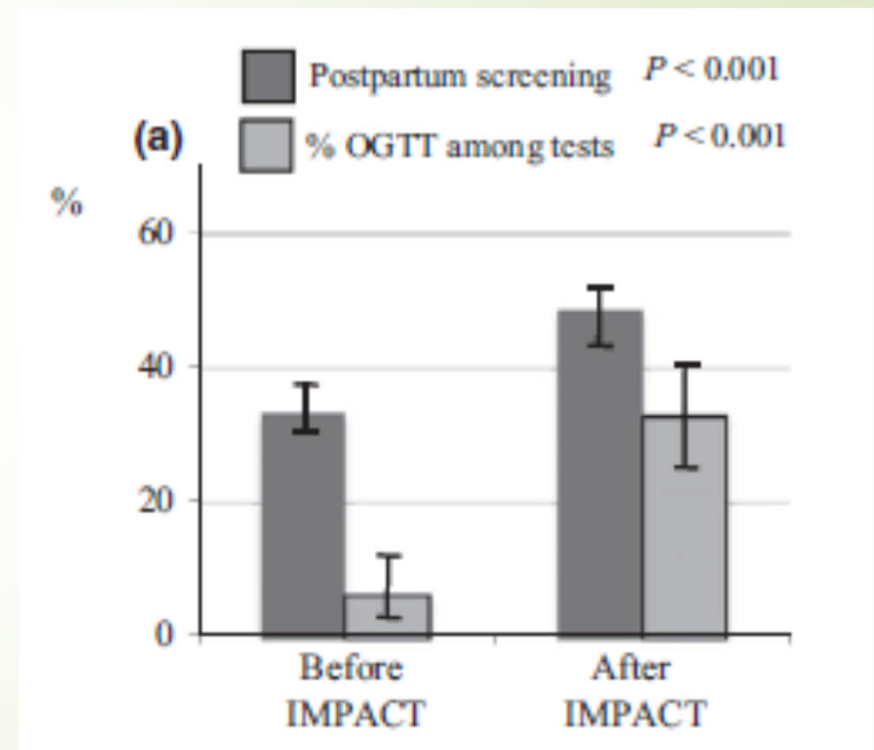 Postpartum screening P < 0.001
(a) % OGTT among tests P < 0.001
%
60
40
20
0
Before IMPACT
After IMPACT